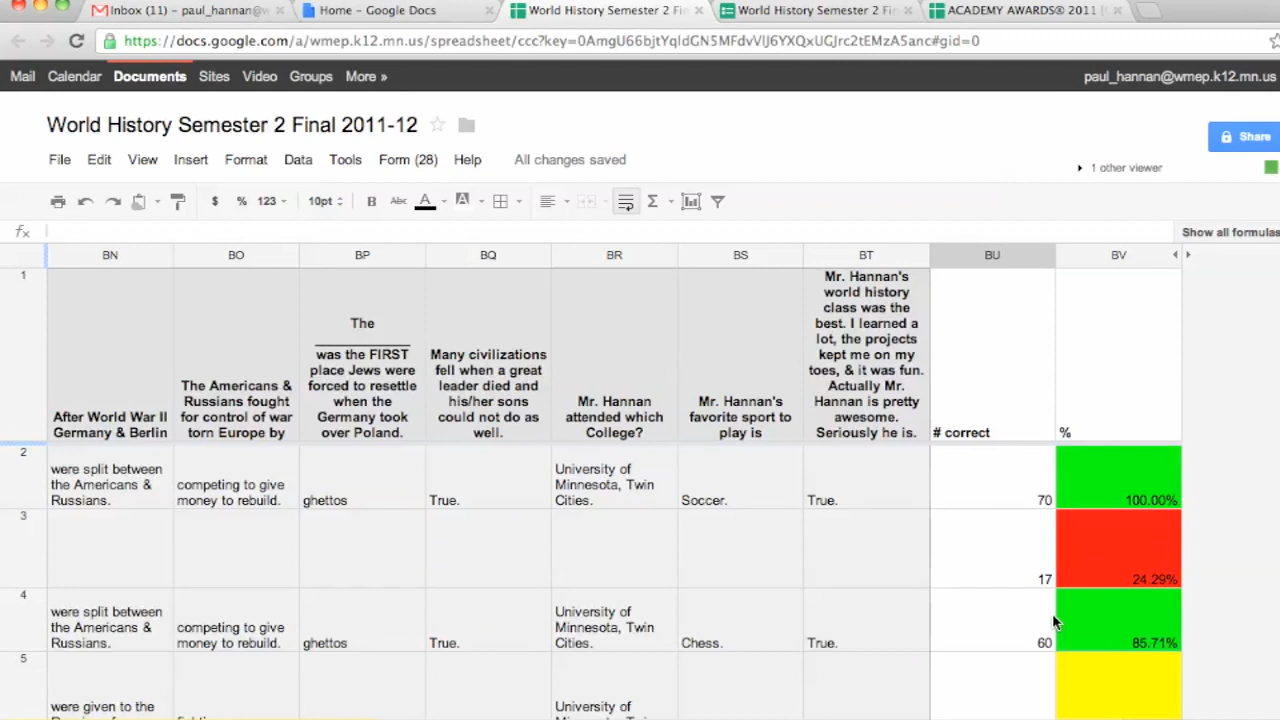 Inbox (11) – paul_hannan@w
Home – Google Docs
World History Semester 2 Fin
World History Semester 2 Fin
ACADEMY AWARDS® 2011 |
https://docs.google.com/a/wmep.k12.mn.us/spreadsheet/ccc?key=0AmgU66bjtYqldGN5MFdvVlJ6YXQxUGJrc2tEMzA5anc#gid=0
Mail Calendar Documents Sites Video Groups More »
paul_hannan@wmep.k12.mn.us
World History Semester 2 Final 2011-12
Share
File Edit View Insert Format Data Tools Form (28) Help All changes saved
1 other viewer
$ % 123 10pt B Abc A A Σ
fx
Show all formulas
BN BO BP BQ BR BS BT BU BV
1
After World War II
Germany & Berlin
The Americans &
Russians fought
for control of war
torn Europe by
The
____________
was the FIRST
place Jews were
forced to resettle
when the
Germany took
over Poland.
Many civilizations
fell when a great
leader died and
his/her sons
could not do as
well.
Mr. Hannan
attended which
College?
Mr. Hannan's
favorite sport to
play is
Mr. Hannan's
world history
class was the
best. I learned a
lot, the projects
kept me on my
toes, & it was fun.
Actually Mr.
Hannan is pretty
awesome.
Seriously he is.
# correct
%
2
were split between
the Americans &
Russians.
competing to give
money to rebuild.
ghettos
True.
University of
Minnesota, Twin
Cities.
Soccer.
True.
70
100.00%
3
17
24.29%
4
were split between
the Americans &
Russians.
competing to give
money to rebuild.
ghettos
True.
University of
Minnesota, Twin
Cities.
Chess.
True.
60
85.71%
5
were given to the
University of